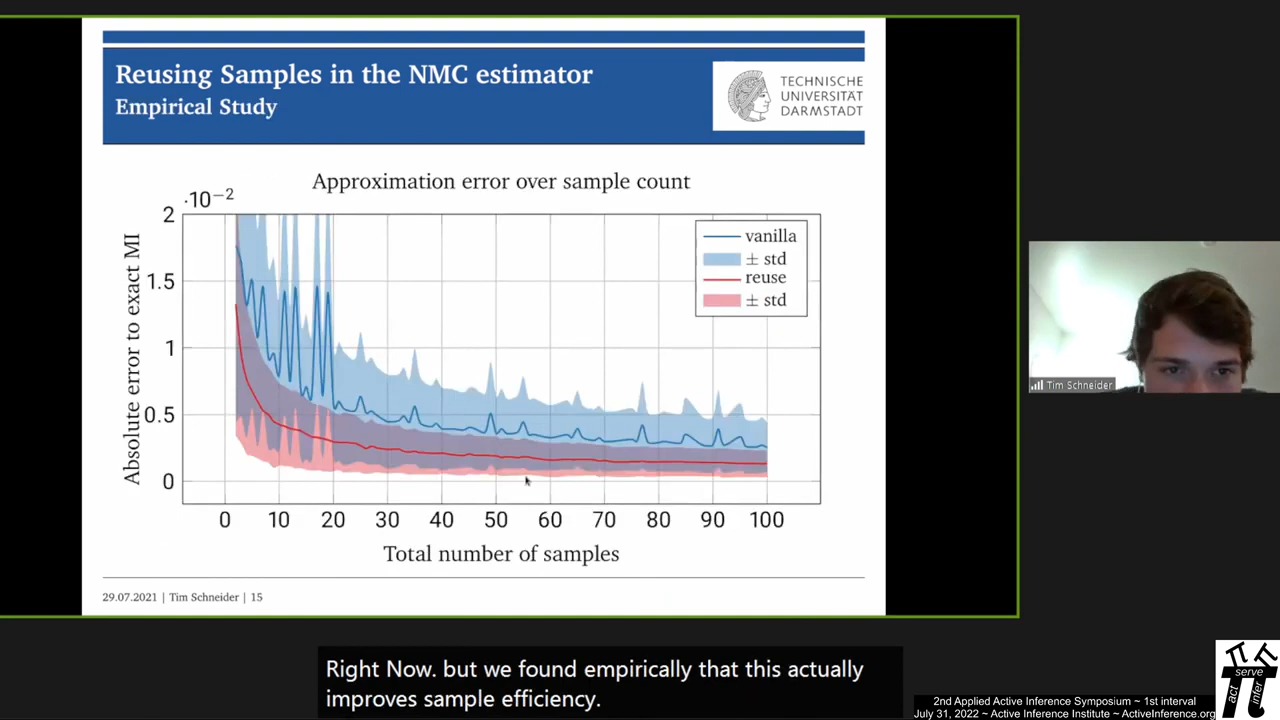 Reusing Samples in the NMC estimator
Empirical Study
TECHNISCHE
UNIVERSITÄT
DARMSTADT
Approximation error over sample count
·10−2
2
1.5
1
0.5
0
Absolute error to exact MI
vanilla
± std
reuse
± std
0 10 20 30 40 50 60 70 80 90 100
Total number of samples
29.07.2021 | Tim Schneider | 15
Tim Schneider
Right Now. but we found empirically that this actually
improves sample efficiency.
serve
act
infer
2nd Applied Active Inference Symposium ~ 1st interval
July 31, 2022 ~ Active Inference Institute ~ ActiveInference.org